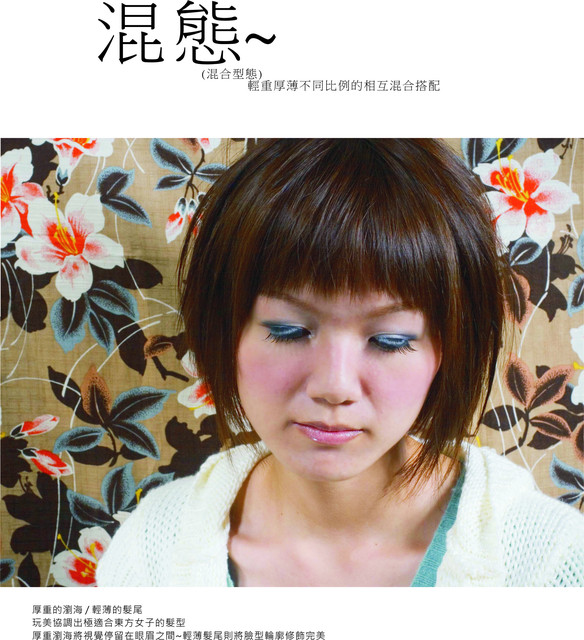 混態~
(混合型態)
輕重厚薄不同比例的相互混合搭配
厚重的瀏海 / 輕薄的髮尾
玩美協調出極適合東方女子的髮型
厚重瀏海將視覺停留在眼眉之間~輕薄髮尾則將臉型輪廓修飾完美